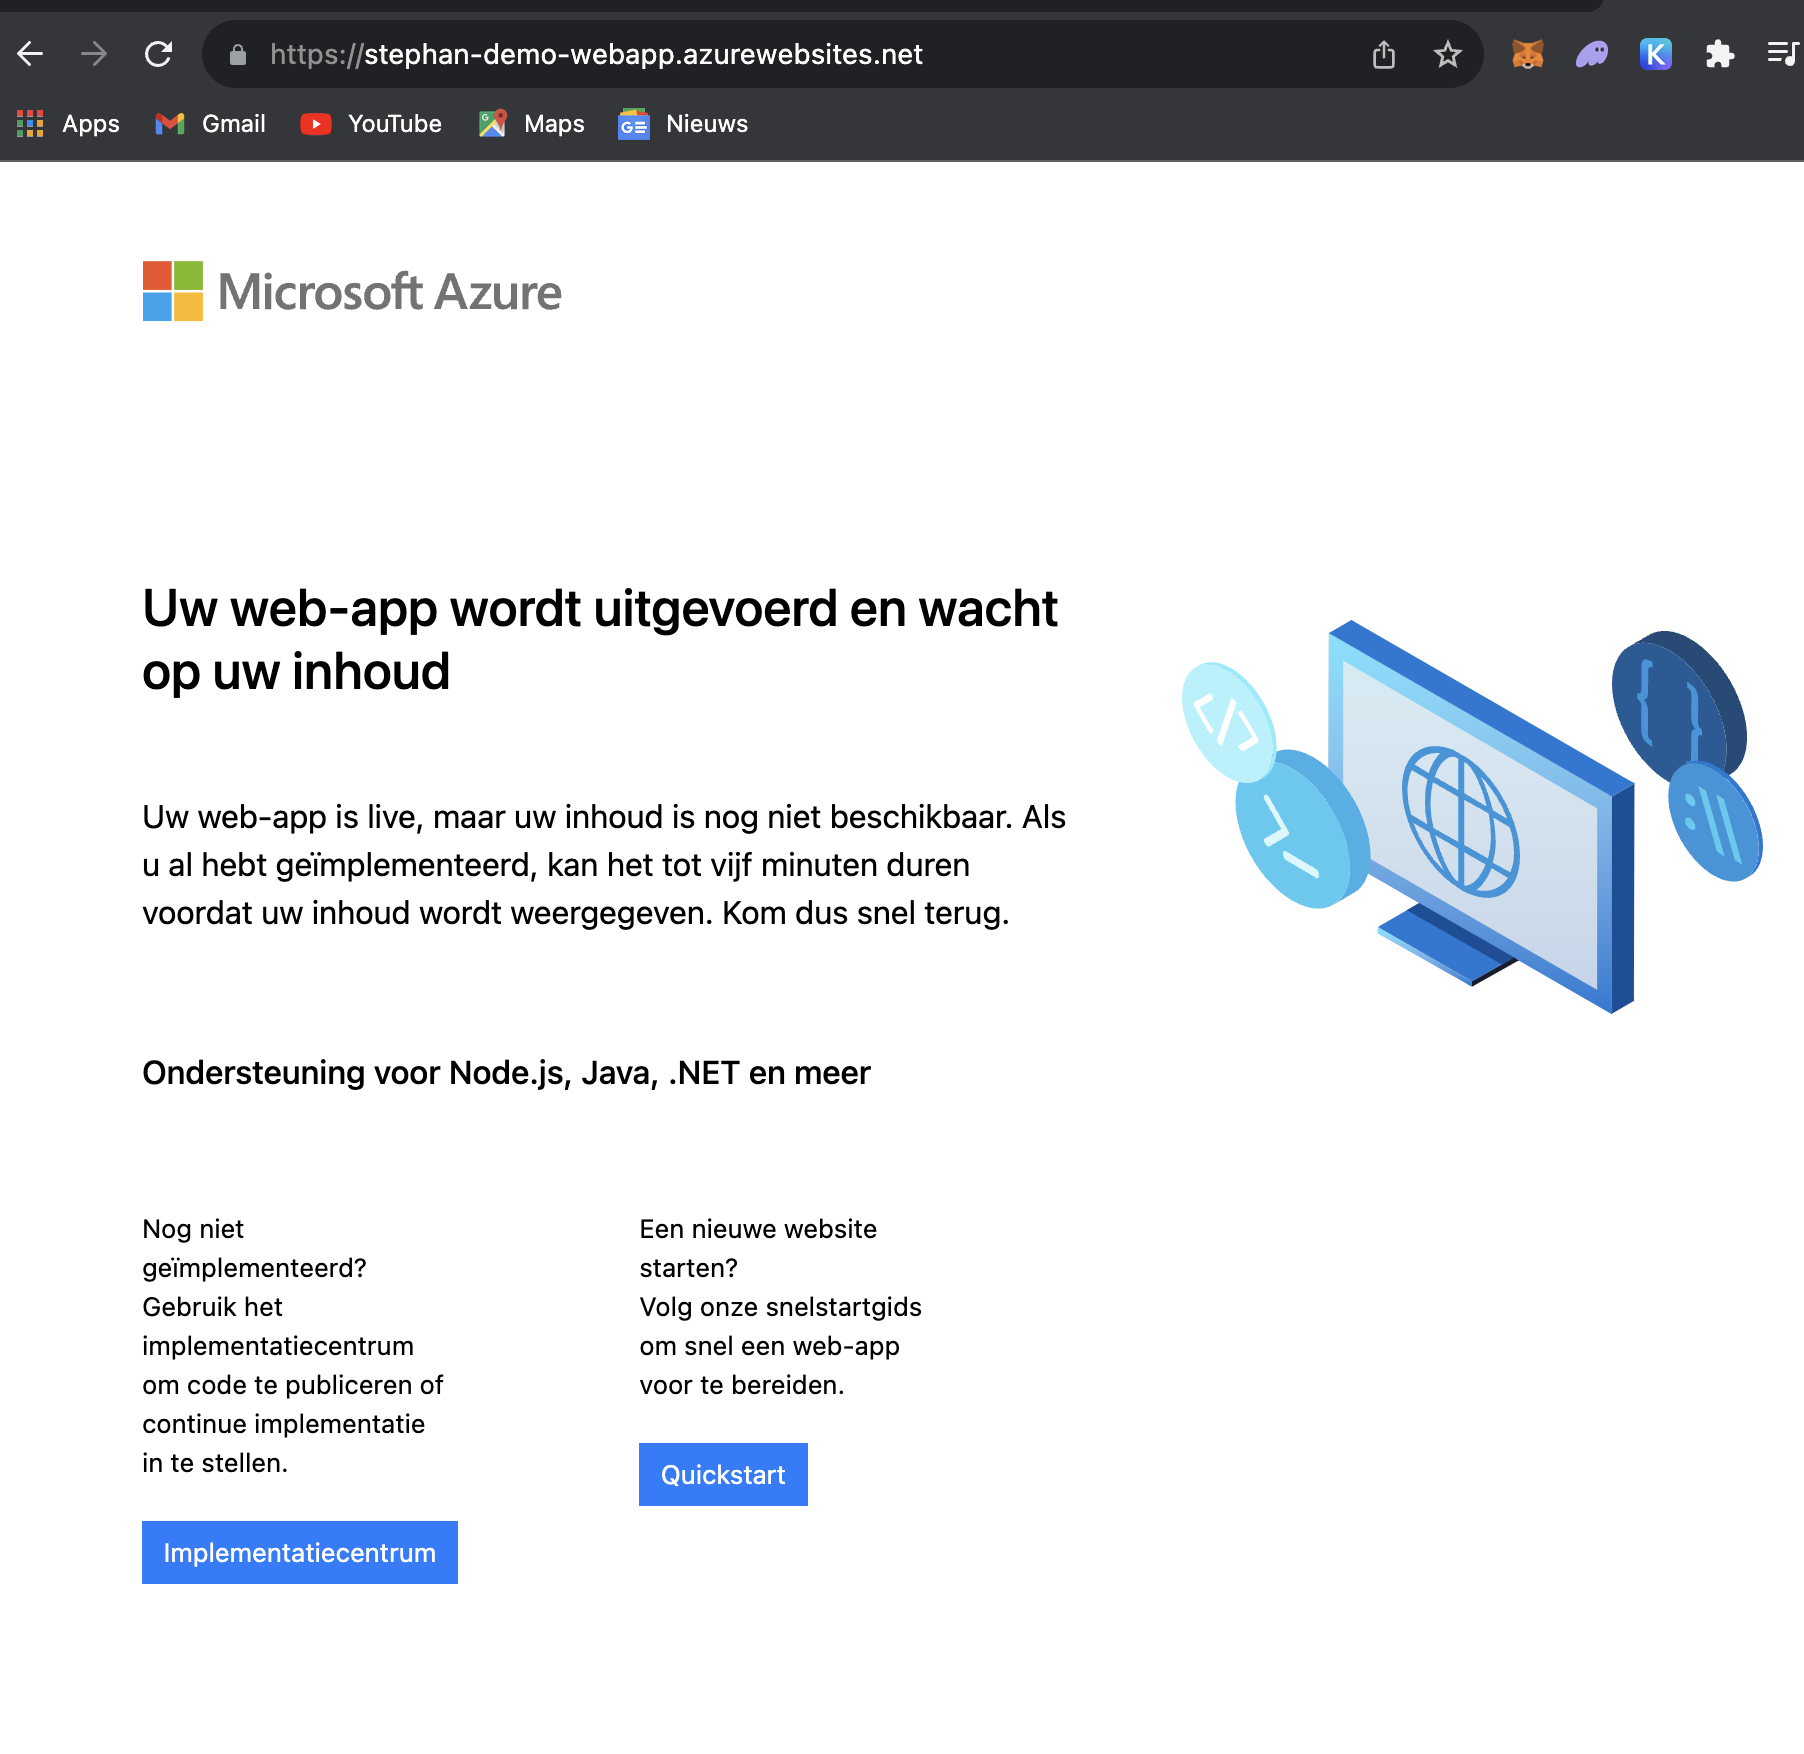 https://stephan-demo-webapp.azurewebsites.net
Apps Gmail YouTube Maps Nieuws
Microsoft Azure
Uw web-app wordt uitgevoerd en wacht
op uw inhoud
Uw web-app is live, maar uw inhoud is nog niet beschikbaar. Als
u al hebt geïmplementeerd, kan het tot vijf minuten duren
voordat uw inhoud wordt weergegeven. Kom dus snel terug.
Ondersteuning voor Node.js, Java, .NET en meer
Nog niet
geïmplementeerd?
Gebruik het
implementatiecentrum
om code te publiceren of
continue implementatie
in te stellen.
Implementatiecentrum
Een nieuwe website
starten?
Volg onze snelstartgids
om snel een web-app
voor te bereiden.
Quickstart